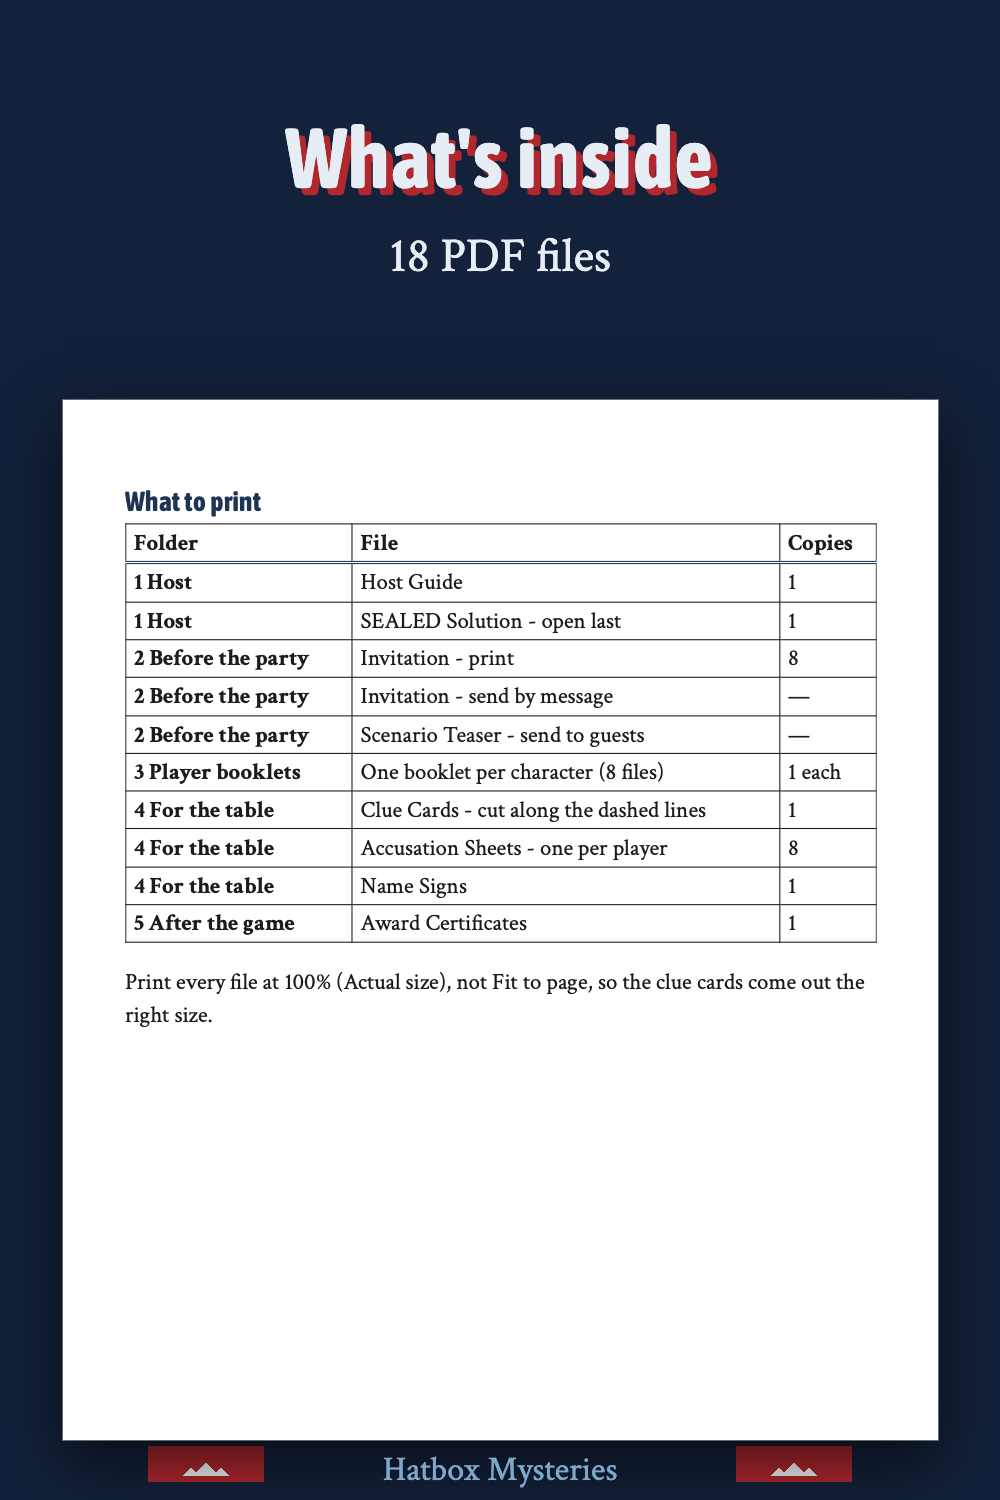 What's inside
18 PDF files
What to print
Folder File Copies
1 Host Host Guide 1
1 Host SEALED Solution - open last 1
2 Before the party Invitation - print 8
2 Before the party Invitation - send by message —
2 Before the party Scenario Teaser - send to guests —
3 Player booklets One booklet per character (8 files) 1 each
4 For the table Clue Cards - cut along the dashed lines 1
4 For the table Accusation Sheets - one per player 8
4 For the table Name Signs 1
5 After the game Award Certificates 1
Print every file at 100% (Actual size), not Fit to page, so the clue cards come out the
right size.
Hatbox Mysteries